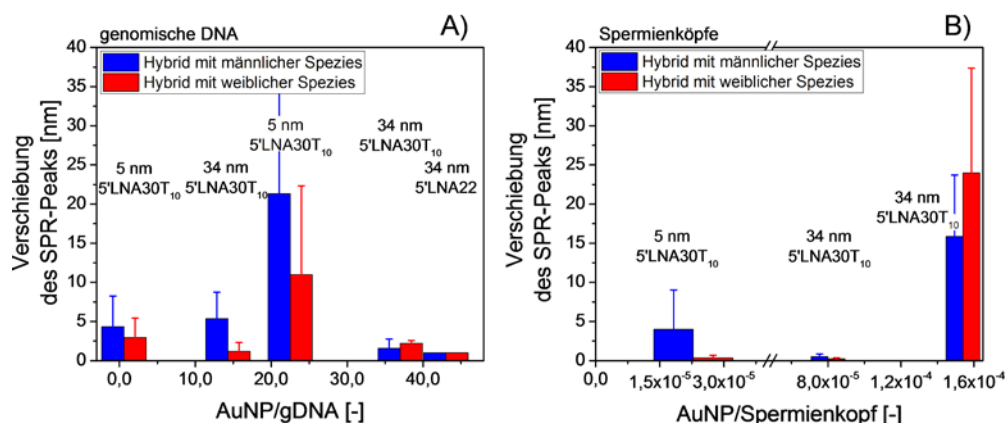 genomische DNA
A)
Hybrid mit männlicher Spezies
Hybrid mit weiblicher Spezies
Verschiebung
des SPR-Peaks [nm]
40
35
30
25
20
15
10
5
0
5 nm
5'LNA30T₁₀
34 nm
5'LNA30T₁₀
5 nm
5'LNA30T₁₀
34 nm
5'LNA30T₁₀
34 nm
5'LNA22
0,0
10,0
20,0
30,0
40,0
AuNP/gDNA [-]
Spermienköpfe
B)
Hybrid mit männlicher Spezies
Hybrid mit weiblicher Spezies
Verschiebung
des SPR-Peaks [nm]
40
35
30
25
20
15
10
5
0
5 nm
5'LNA30T₁₀
34 nm
5'LNA30T₁₀
34 nm
5'LNA30T₁₀
0,0
1,5x10⁻⁵
3,0x10⁻⁵
8,0x10⁻⁵
1,2x10⁻⁴
1,6x10⁻⁴
AuNP/Spermienkopf [-]